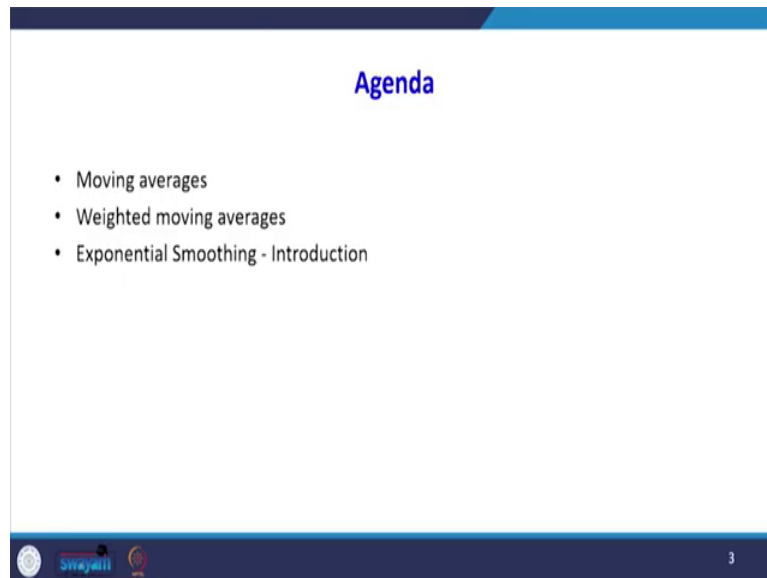 Agenda
• Moving averages
• Weighted moving averages
• Exponential Smoothing - Introduction
swayam
3